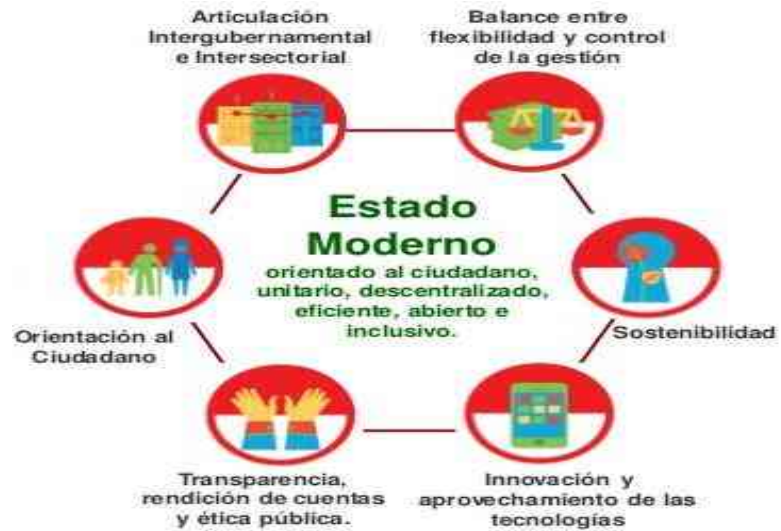 Articulación
Intergubernamental
e Intersectorial
Balance entre
flexibilidad y control
de la gestión
Estado
Moderno
orientado al ciudadano,
unitario, descentralizado,
eficiente, abierto e
inclusivo.
Orientación al
Ciudadano
Sostenibilidad
Transparencia,
rendición de cuentas
y ética pública.
Innovación y
aprovechamiento de las
tecnologías